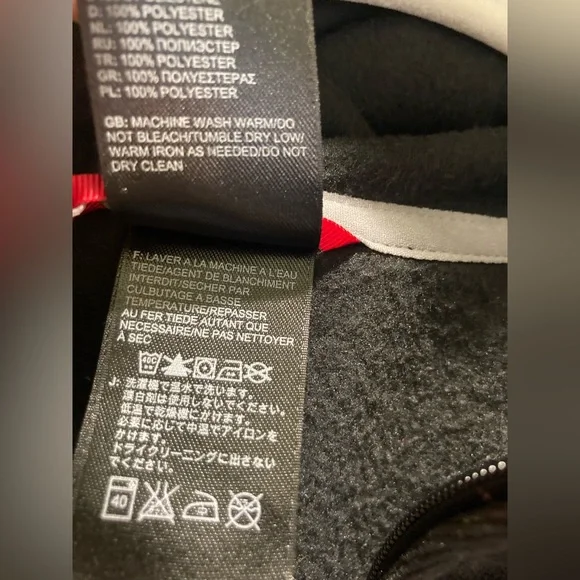 D: 100% POLYESTER
NL: 100% POLYESTER
RU: 100% ПОЛИЭСТЕР
TR: 100% POLYESTER
GR: 100% ΠΟΛΥΕΣΤΕΡΑΣ
PL: 100% POLYESTER
GB: MACHINE WASH WARM/DO
NOT BLEACH/TUMBLE DRY LOW/
WARM IRON AS NEEDED/DO NOT
DRY CLEAN
F: LAVER A LA MACHINE A L'EAU
TIEDE/AGENT DE BLANCHIMENT
INTERDIT/SECHER PAR
CULBUTAGE A BASSE
TEMPERATURE/REPASSER
AU FER TIEDE AUTANT QUE
NECESSAIRE/NE PAS NETTOYER
À SEC
40C
J: 洗濯機で温水で洗います。
漂白剤は使用しないでください。
低温で乾燥機にかけます。
必要に応じて中温でアイロンを
かけます。
ドライクリーニングに出さない
でください。
40
中